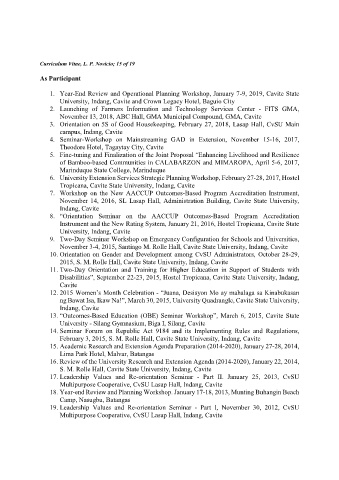 Curriculum Vitae, L. P. Novicio; 15 of 19
As Participant
1. Year-End Review and Operational Planning Workshop, January 7-9, 2019, Cavite State
University, Indang, Cavite and Crown Legacy Hotel, Baguio City
2. Launching of Farmers Information and Technology Services Center - FITS GMA,
November 13, 2018, ABC Hall, GMA Municipal Compound, GMA, Cavite
3. Orientation on 5S of Good Housekeeping, February 27, 2018, Lasap Hall, CvSU Main
campus, Indang, Cavite
4. Seminar-Workshop on Mainstreaming GAD in Extension, November 15-16, 2017,
Theodore Hotel, Tagaytay City, Cavite
5. Fine-tuning and Finalization of the Joint Proposal "Enhancing Livelihood and Resilience
of Bamboo-based Communities in CALABARZON and MIMAROPA, April 5-6, 2017,
Marinduque State College, Marinduque
6. University Extension Services Strategic Planning Workshop, February 27-28, 2017, Hostel
Tropicana, Cavite State University, Indang, Cavite
7. Workshop on the New AACCUP Outcomes-Based Program Accreditation Instrument,
November 14, 2016, SL Lasap Hall, Administration Building, Cavite State University,
Indang, Cavite
8. "Orientation Seminar on the AACCUP Outcomes-Based Program Accreditation
Instrument and the New Rating System, January 21, 2016, Hostel Tropicana, Cavite State
University, Indang, Cavite
9. Two-Day Seminar Workshop on Emergency Configuration for Schools and Universities,
November 3-4, 2015, Santiago M. Rolle Hall, Cavite State University, Indang, Cavite
10. Orientation on Gender and Development among CVSU Administrators, October 28-29,
2015, S. M. Rolle Hall, Cavite State University, Indang, Cavite
11. Two-Day Orientation and Training for Higher Education in Support of Students with
Disabilities", September 22-23, 2015, Hostel Tropicana, Cavite State University, Indang,
Cavite
12. 2015 Women's Month Celebration - "Juana, Desisyon Mo ay mahalaga sa Kinabukasan
ng Bawat Isa, Ikaw Na!", March 30, 2015, University Quadrangle, Cavite State University,
Indang, Cavite
13. "Outcomes-Based Education (OBE) Seminar Workshop", March 6, 2015, Cavite State
University - Silang Gymnasium, Biga I, Silang, Cavite
14. Seminar Forum on Republic Act 9184 and its Implementing Rules and Regulations,
February 3, 2015, S. M. Rolle Hall, Cavite State University, Indang, Cavite
15. Academic Research and Extension Agenda Preparation (2014-2020), January 27-28, 2014,
Lima Park Hotel, Malvar, Batangas
16. Review of the University Research and Extension Agenda (2014-2020), January 22, 2014,
S. M. Rolle Hall, Cavite State University, Indang, Cavite
17. Leadership Values and Re-orientation Seminar - Part II. January 25, 2013, CvSU
Multipurpose Cooperative, CvSU Lasap Hall, Indang, Cavite
18. Year-end Review and Planning Workshop. January 17-18, 2013, Munting Buhangin Beach
Camp, Nasugbu, Batangas
19. Leadership Values and Re-orientation Seminar - Part I, November 30, 2012, CvSU
Multipurpose Cooperative, CvSU Lasap Hall, Indang, Cavite